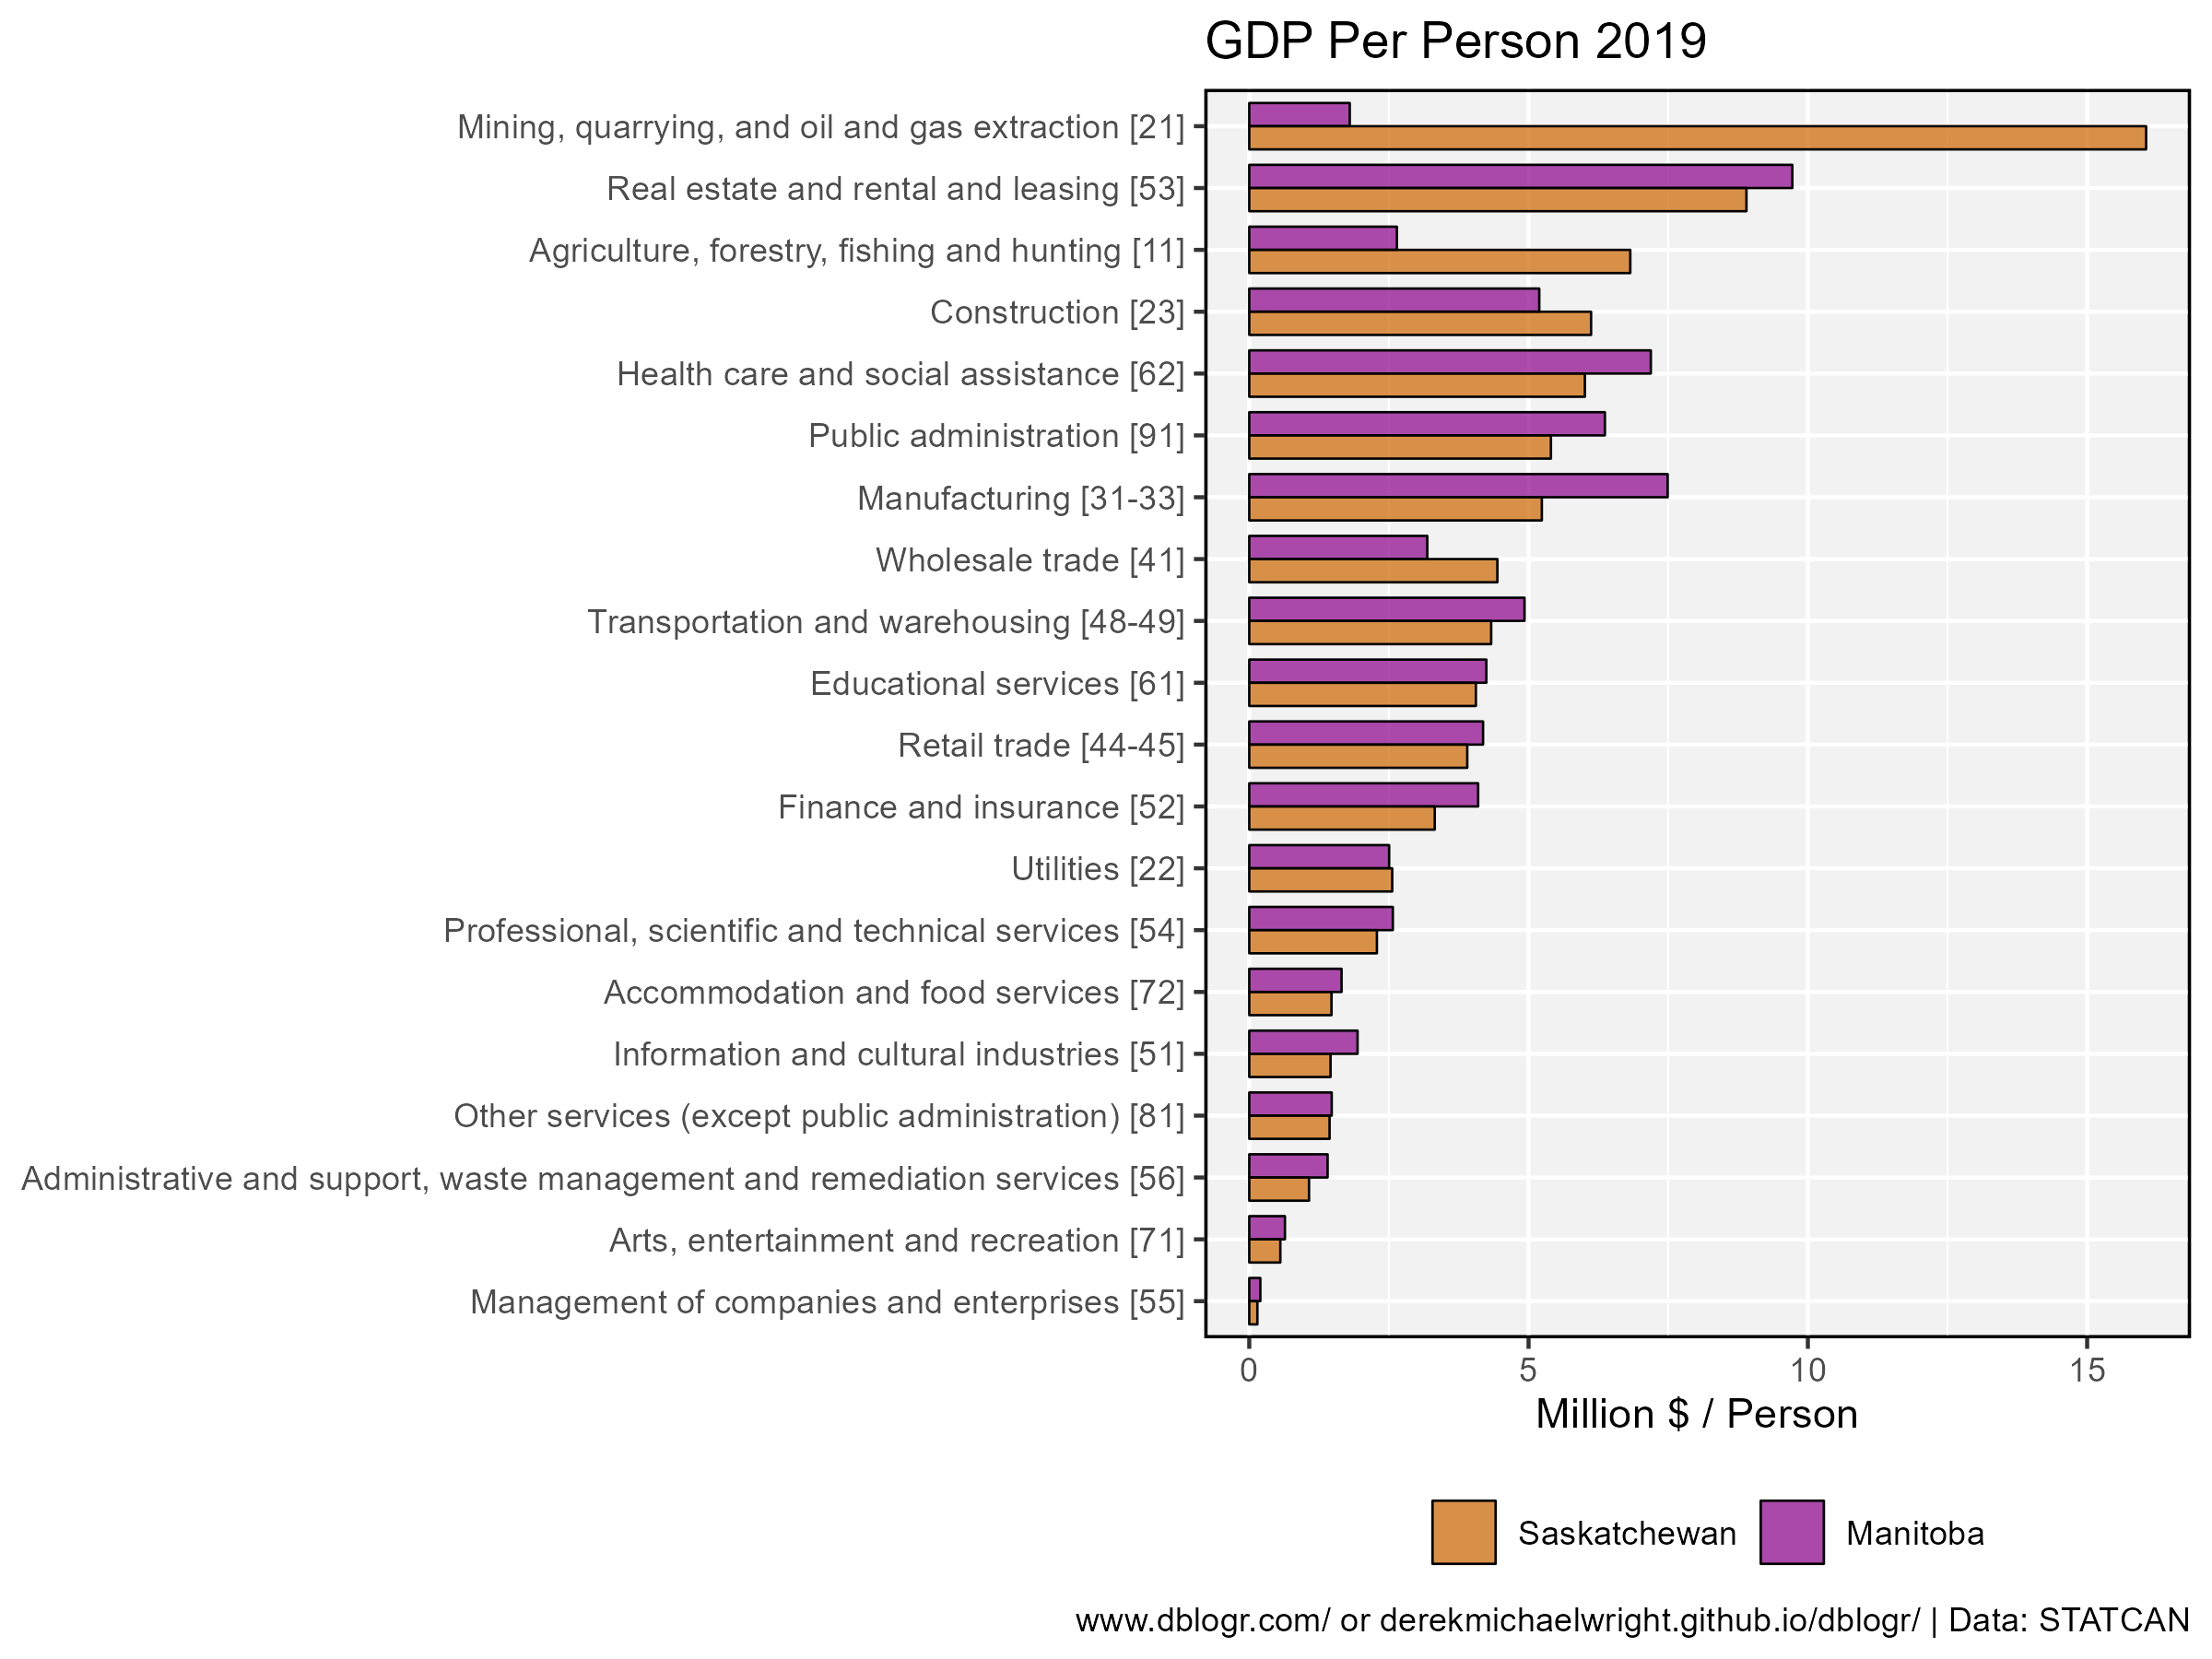 GDP Per Person 2019
Mining, quarrying, and oil and gas extraction [21]
Real estate and rental and leasing [53]
Agriculture, forestry, fishing and hunting [11]
Construction [23]
Health care and social assistance [62]
Public administration [91]
Manufacturing [31-33]
Wholesale trade [41]
Transportation and warehousing [48-49]
Educational services [61]
Retail trade [44-45]
Finance and insurance [52]
Utilities [22]
Professional, scientific and technical services [54]
Accommodation and food services [72]
Information and cultural industries [51]
Other services (except public administration) [81]
Administrative and support, waste management and remediation services [56]
Arts, entertainment and recreation [71]
Management of companies and enterprises [55]
0 5 10 15
Million $ / Person
Saskatchewan Manitoba
www.dblogr.com/ or derekmichaelwright.github.io/dblogr/ | Data: STATCAN